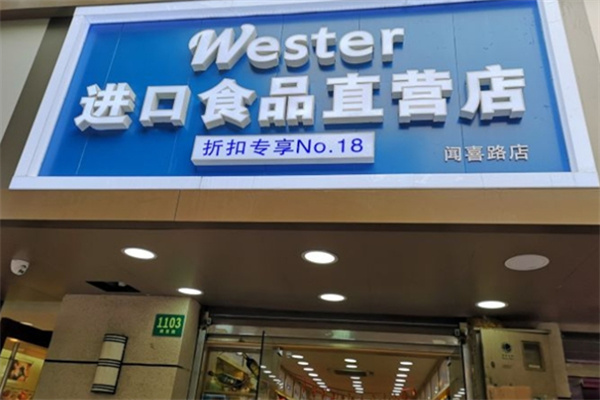 Wester
进口食品直营店
折扣专享No.18
闻喜路店
1103